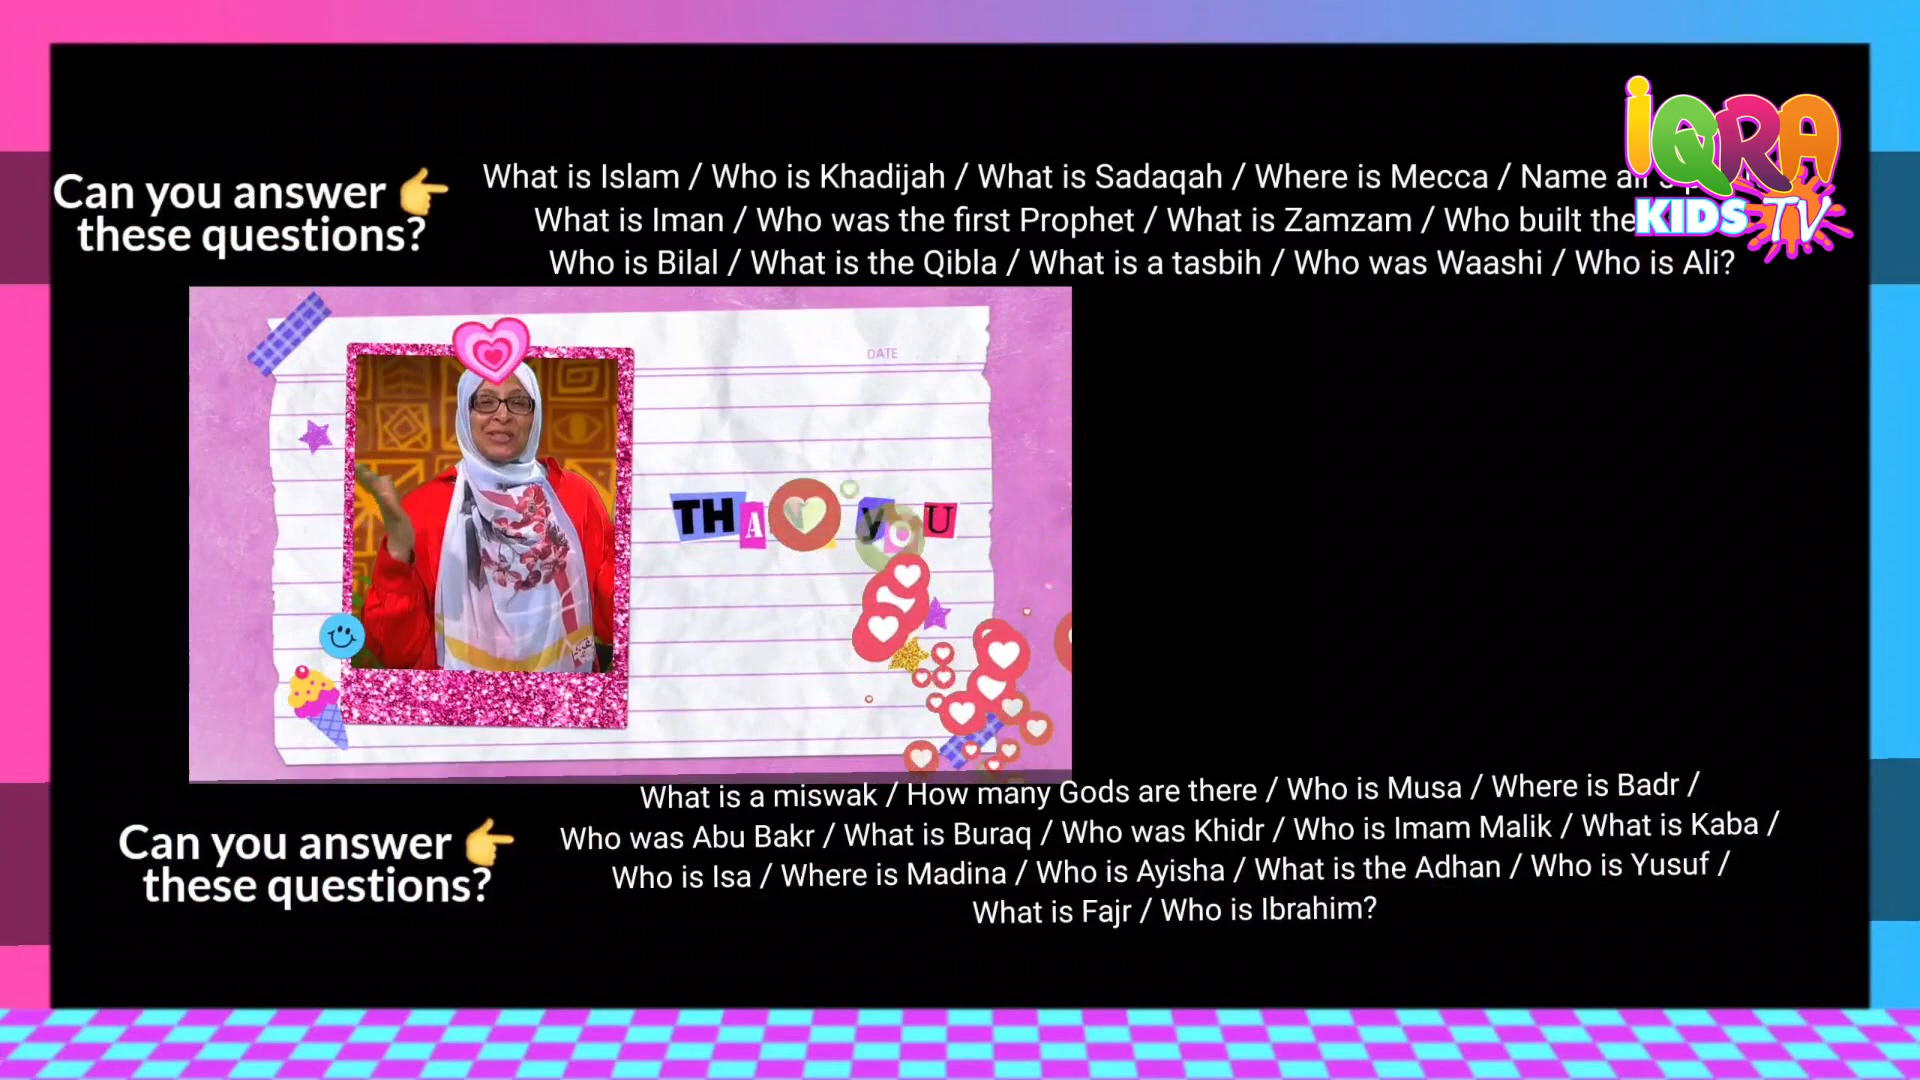 Can you answer 👉
these questions?
What is Islam / Who is Khadijah / What is Sadaqah / Where is Mecca / Name all
What is Iman / Who was the first Prophet / What is Zamzam / Who built the
Who is Bilal / What is the Qibla / What is a tasbih / Who was Waashi / Who is Ali?
iQRA
KIDS TV
DATE
THA YOU
What is a miswak / How many Gods are there / Who is Musa / Where is Badr /
Who was Abu Bakr / What is Buraq / Who was Khidr / Who is Imam Malik / What is Kaba /
Who is Isa / Where is Madina / Who is Ayisha / What is the Adhan / Who is Yusuf /
What is Fajr / Who is Ibrahim?
Can you answer 👉
these questions?